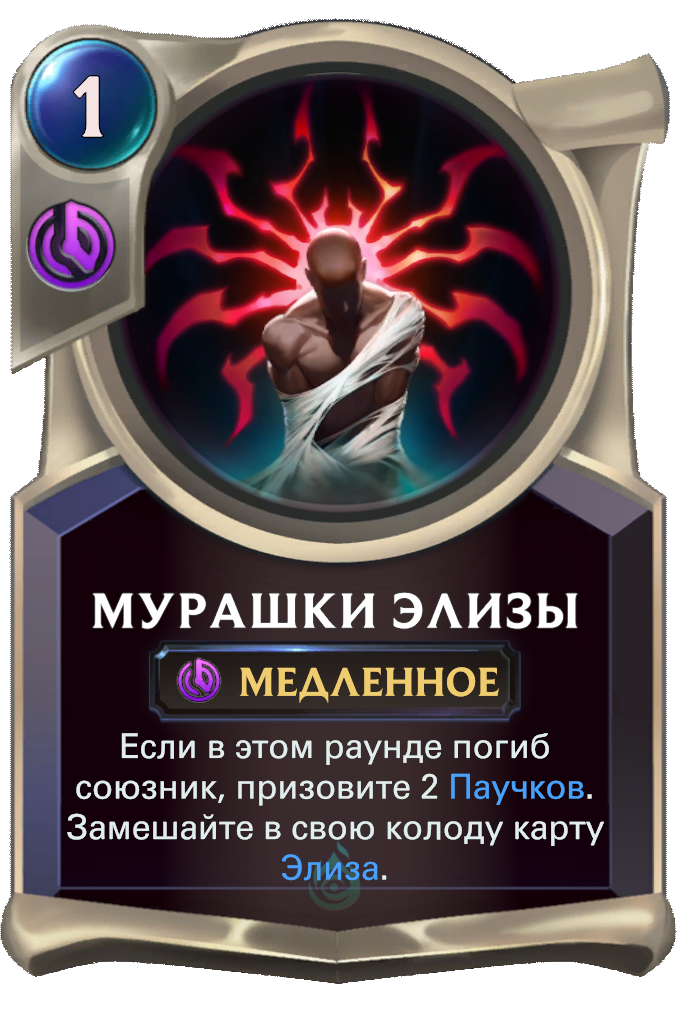 1
МУРАШКИ ЭЛИЗЫ
МЕДЛЕННОЕ
Если в этом раунде погиб
союзник, призовите 2 Паучков.
Замешайте в свою колоду карту
Элиза.